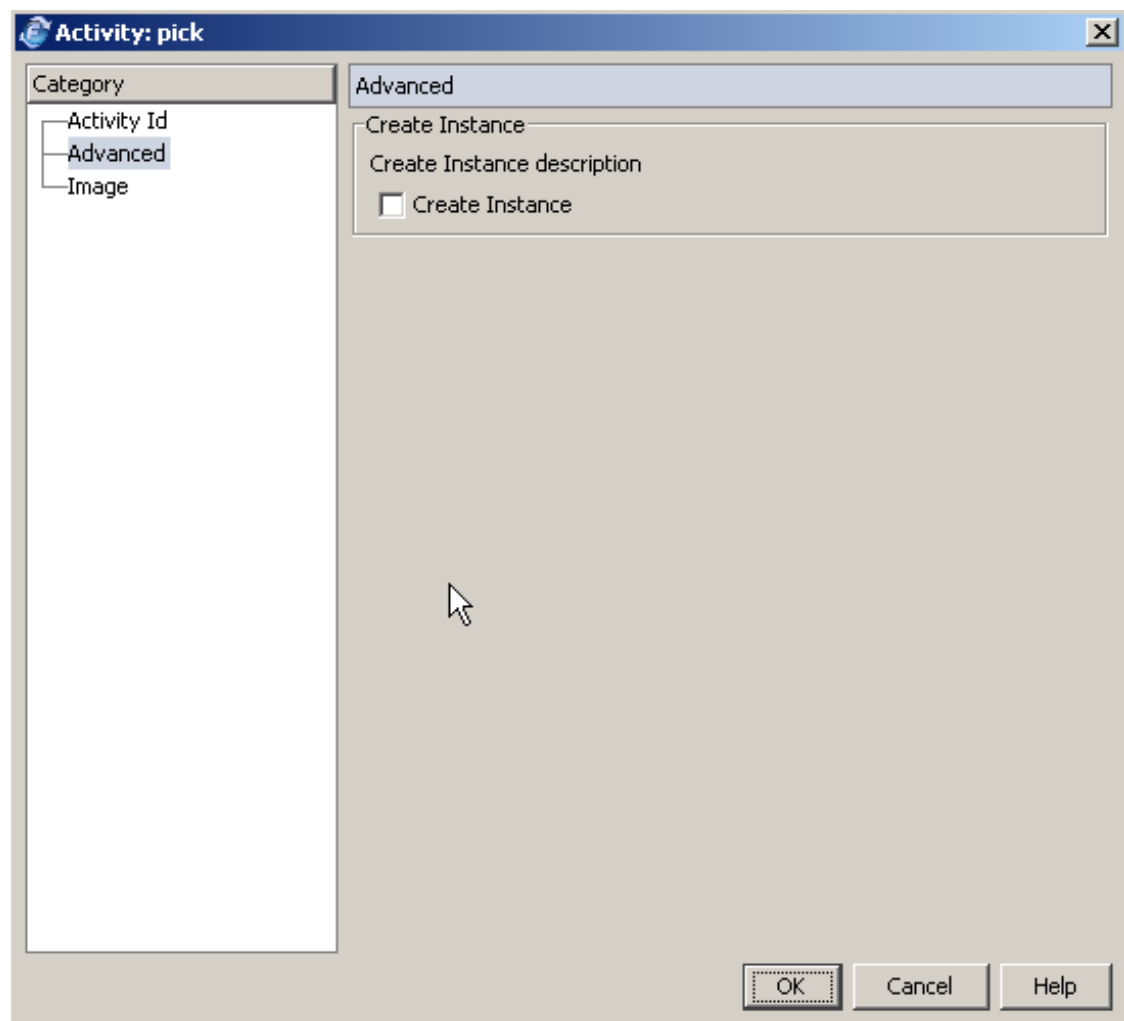 Activity: pick
Category
Activity Id
Advanced
Image
Advanced
Create Instance
Create Instance description
Create Instance
OK
Cancel
Help